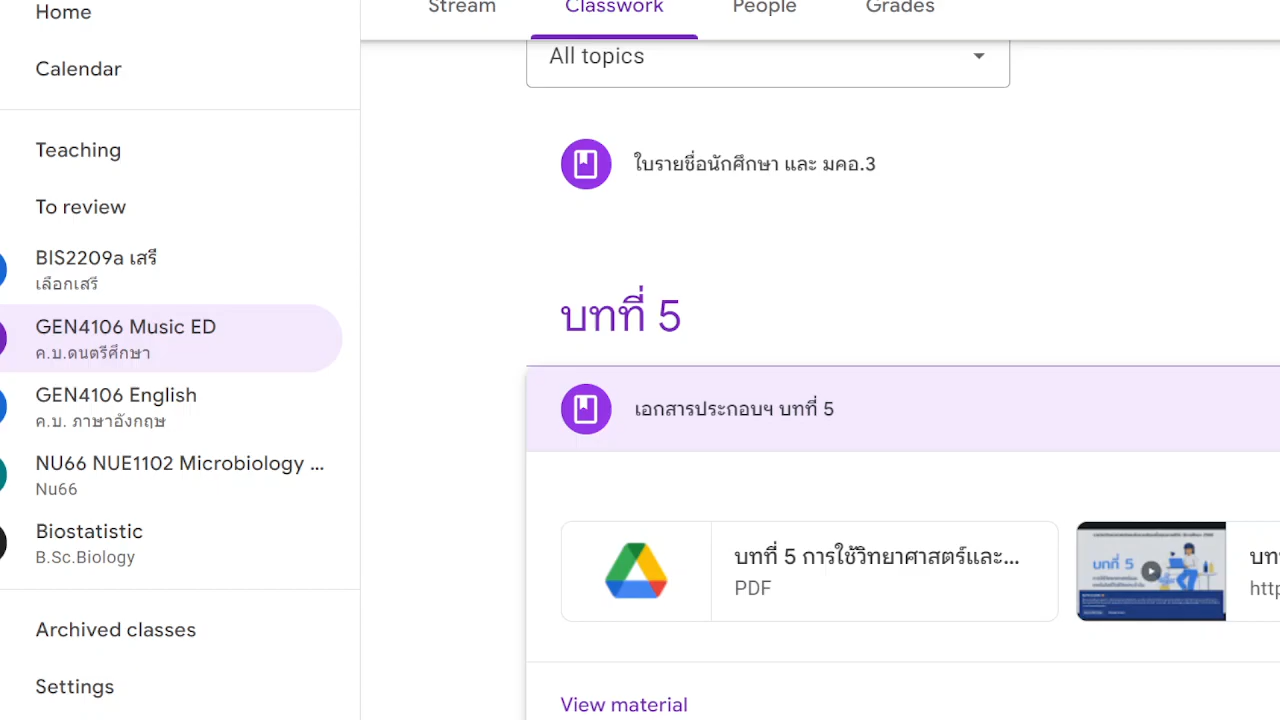 Home
Calendar
Teaching
To review
BIS2209a เสรี
เลือกเสรี
GEN4106 Music ED
ค.บ.ดนตรีศึกษา
GEN4106 English
ค.บ. ภาษาอังกฤษ
NU66 NUE1102 Microbiology ...
Nu66
Biostatistic
B.Sc.Biology
Archived classes
Settings
Stream
Classwork
People
Grades
All topics
ใบรายชื่อนักศึกษา และ มคอ.3
บทที่ 5
เอกสารประกอบฯ บทที่ 5
บทที่ 5 การใช้วิทยาศาสตร์และ...
PDF
บทที่ 5
View material